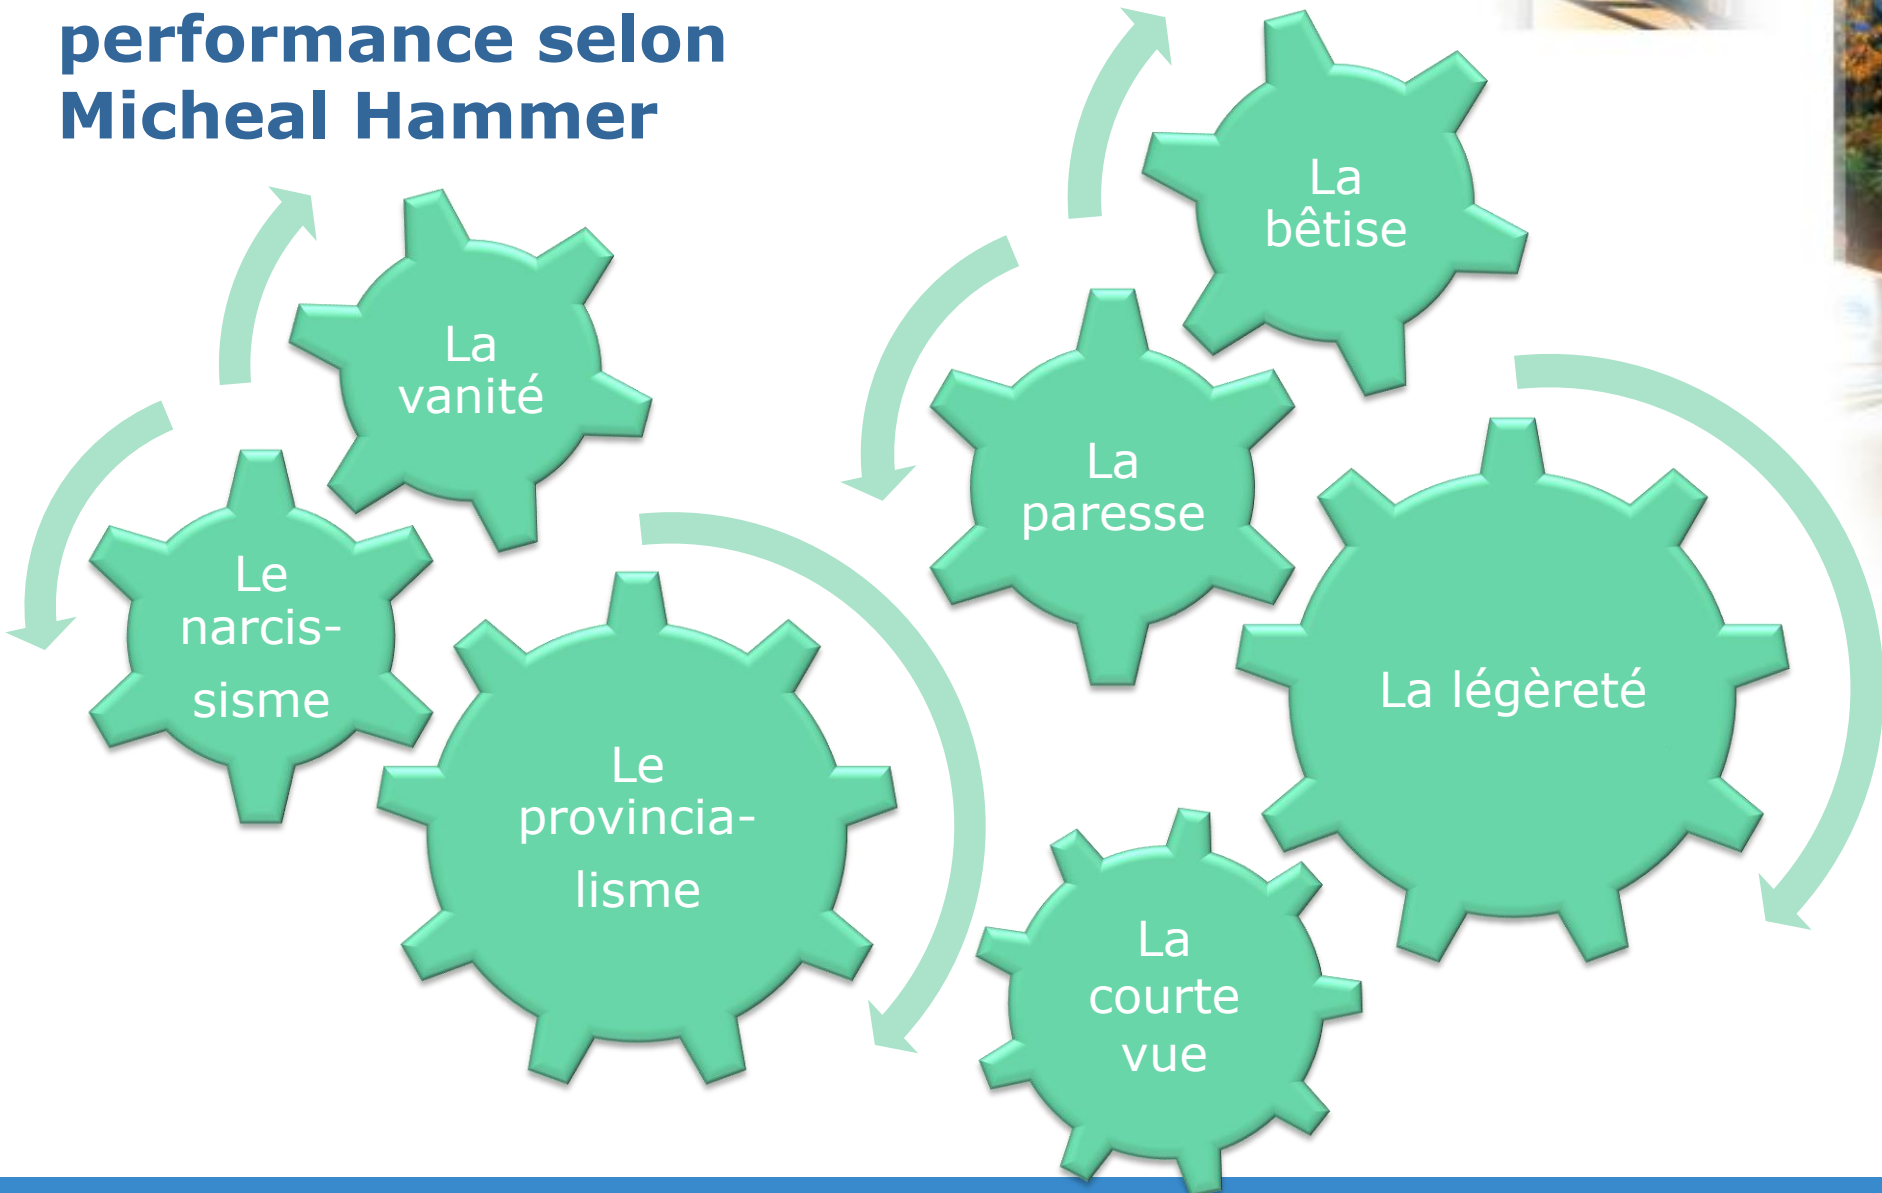 performance selon
Micheal Hammer
La
vanité
Le
narcis-
sisme
Le
provincia-
lisme
La
bêtise
La
paresse
La légèreté
La
courte
vue